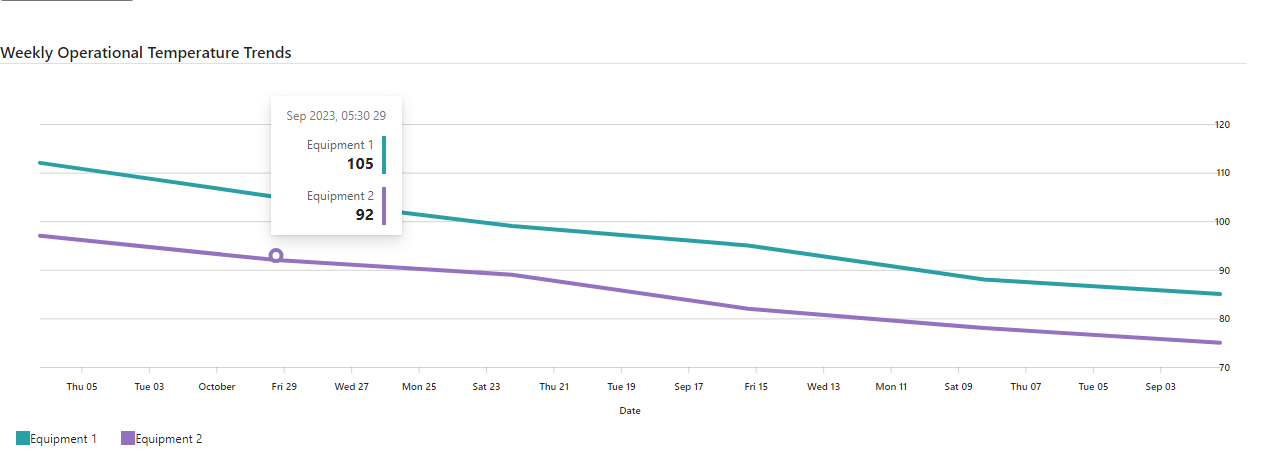 Weekly Operational Temperature Trends
Sep 2023, 05:30 29
Equipment 1
105
Equipment 2
92
120
110
100
90
80
70
Thu 05 Tue 03 October Fri 29 Wed 27 Mon 25 Sat 23 Thu 21 Tue 19 Sep 17 Fri 15 Wed 13 Mon 11 Sat 09 Thu 07 Tue 05 Sep 03
Date
Equipment 1 Equipment 2